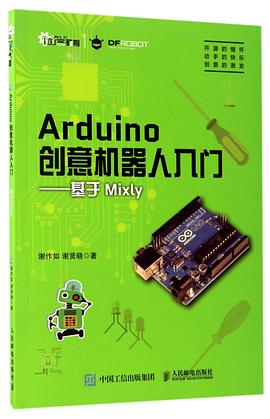 DFROBOT
开源的情怀
动手的快乐
创意的激发
Arduino
创意机器人入门
——基于 Mixly
谢作如 谢贤晓 著
中国工信出版集团
人民邮电出版社